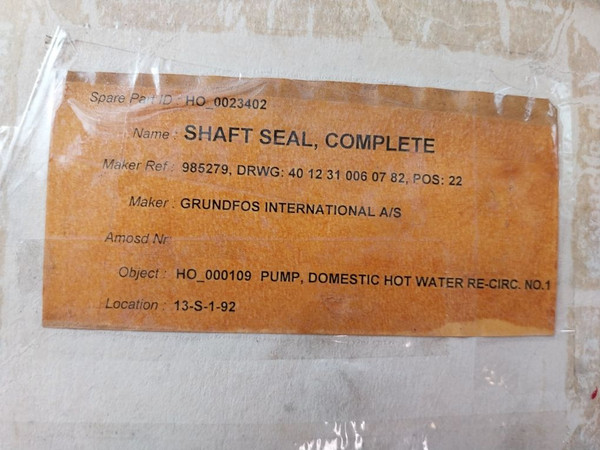 Spare Part ID : HO_0023402
Name : SHAFT SEAL, COMPLETE
Maker Ref : 985279, DRWG: 40 12 31 006 07 82, POS: 22
Maker : GRUNDFOS INTERNATIONAL A/S
Amosd Nr
Object : HO_000109 PUMP, DOMESTIC HOT WATER RE-CIRC. NO.1
Location : 13-S-1-92